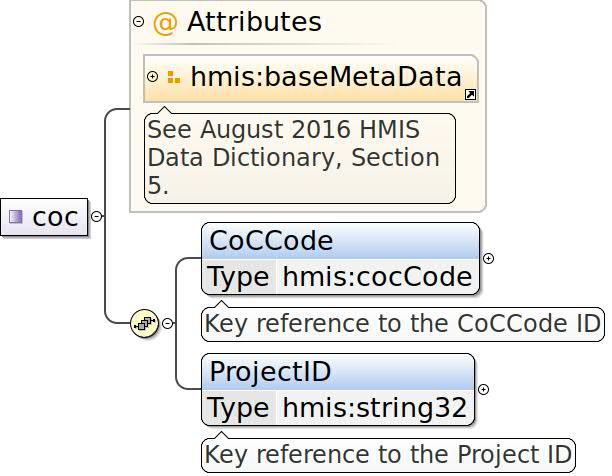 @ Attributes
hmis:baseMetaData
See August 2016 HMIS
Data Dictionary, Section
5.
coc
CoCCode
Type hmis:cocCode
Key reference to the CoCCode ID
ProjectID
Type hmis:string32
Key reference to the Project ID